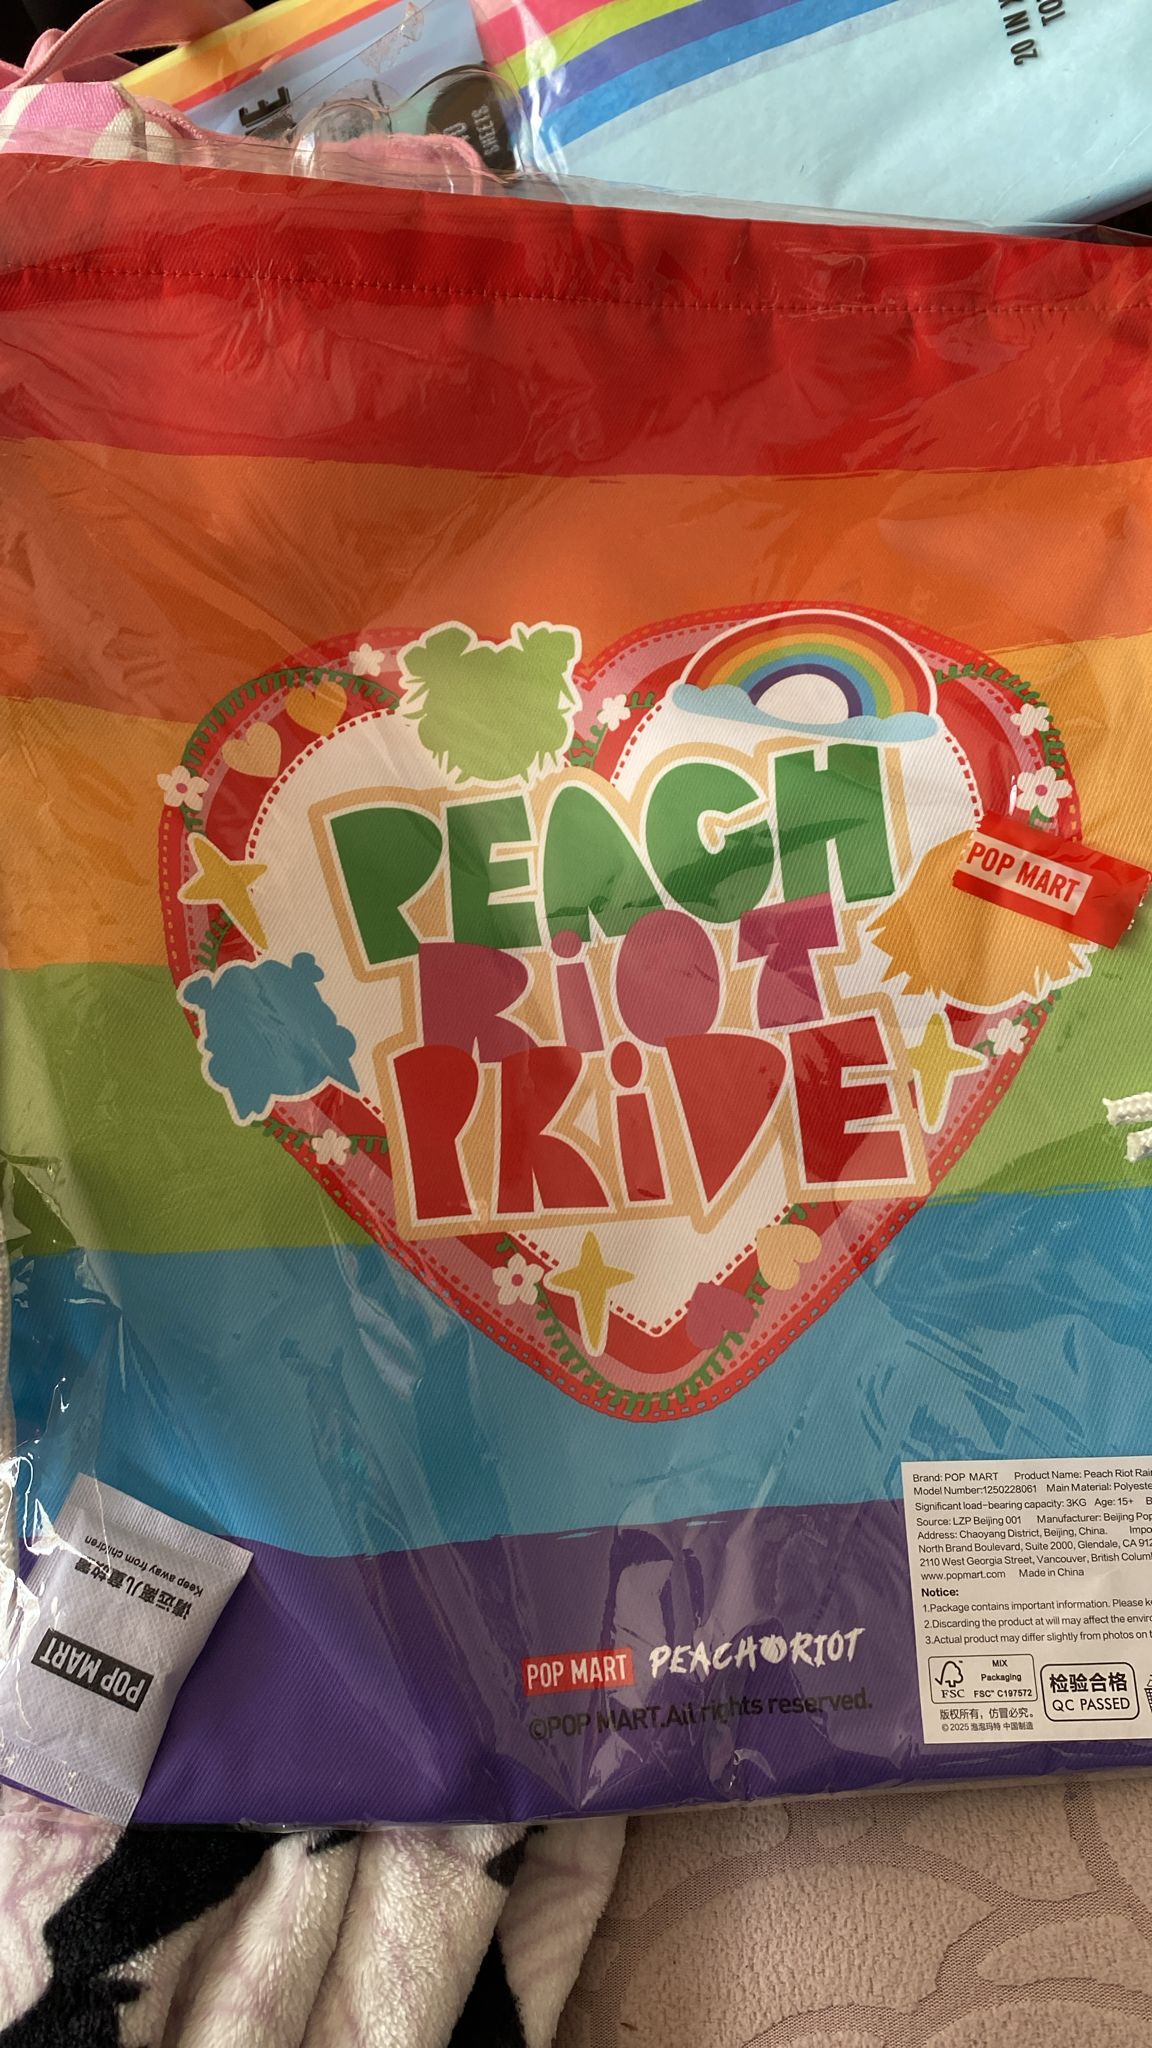 20 IN
TO
SHEETS
POP MART
PEACH
RiOT
PRiDE
Brand: POP MART Product Name: Peach Riot
Model Number:1250228061 Main Material:
Significant load-bearing capacity: 3KG Age: 15+
Source: LZP Beijing 001 Manufacturer: Beijing
Address: Chaoyang District, Beijing, China.
North Brand Boulevard, Suite 2000, Glendale, CA
2110 West Georgia Street, Vancouver, British
www.popmart.com Made in China
Notice:
1.Package contains important information. Please
2.Discarding the product at will may affect the
3.Actual product may differ slightly from photos on
FSC
MIX
Packaging
FSC™ C197572
检验合格
QC PASSED
版权所有，仿冒必究。
© 2025 泡泡玛特 中国制造
请远离儿童放置
Keep away from children
POP MART
POP MART PEACH RIOT
©POP MART.All rights reserved.